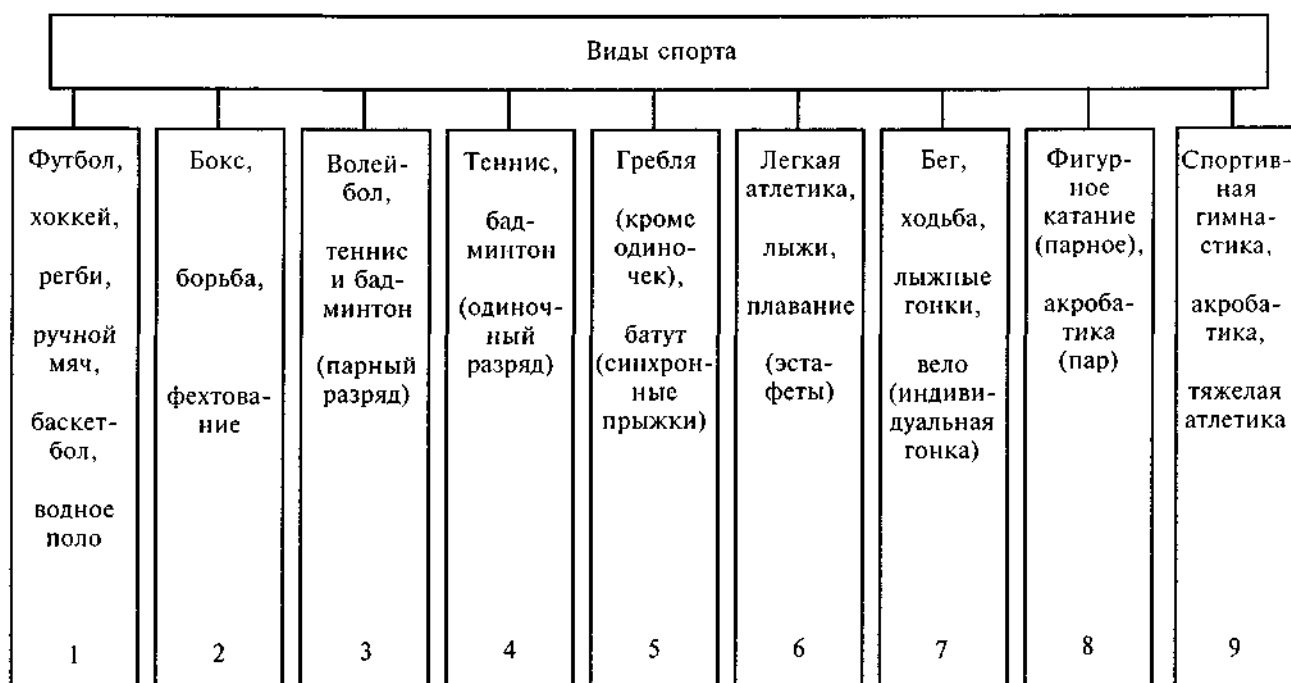 Виды спорта
Футбол,
хоккей,
регби,
ручной
мяч,
баскет-
бол,
водное
поло
1
Бокс,
борьба,
фехтова-
ние
2
Волей-
бол,
теннис
и бад-
минтон
(парный
разряд)
3
Теннис,
бад-
минтон
(одиноч-
ный
разряд)
4
Гребля
(кроме
одино-
чек),
батут
(синхрон-
ные
прыжки)
5
Легкая
атлетика,
лыжи,
плавание
(эста-
феты)
6
Бег,
ходьба,
лыжные
гонки,
вело
(индиви-
дуальная
гонка)
7
Фигур-
ное
катание
(парное),
акроба-
тика
(пар)
8
Спортив-
ная
гимна-
стика,
акроба-
тика,
тяжелая
атлетика
9